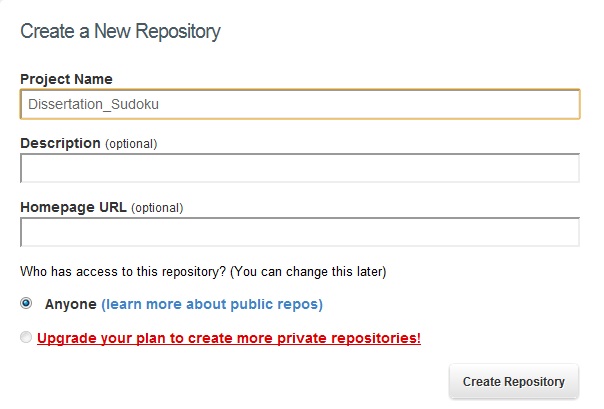 Create a New Repository
Project Name
Dissertation_Sudoku
Description (optional)
Homepage URL (optional)
Who has access to this repository? (You can change this later)
Anyone (learn more about public repos)
Upgrade your plan to create more private repositories!
Create Repository